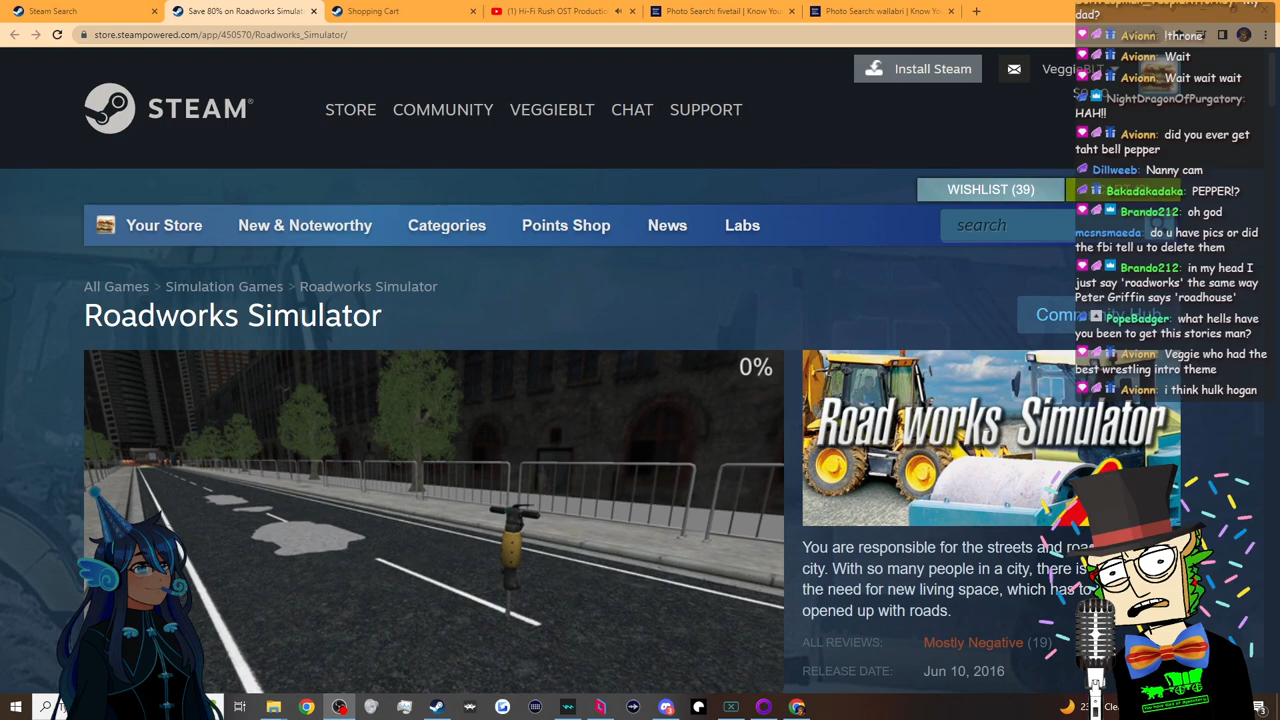 Steam Search
Save 80% on Roadworks Simulat
Shopping Cart
(1) Hi-Fi Rush OST Productio
Photo Search: fivetail | Know You
Photo Search: wallabri | Know Yo
store.steampowered.com/app/450570/Roadworks_Simulator/
STEAM®
STORE
COMMUNITY
VEGGIEBLT
CHAT
SUPPORT
Install Steam
WISHLIST (39)
Your Store
New & Noteworthy
Categories
Points Shop
News
Labs
search
All Games > Simulation Games > Roadworks Simulator
Roadworks Simulator
0%
Road works Simulator
You are responsible for the streets and
city. With so many people in a city, there is
the need for new living space, which has to
opened up with roads.
ALL REVIEWS: Mostly Negative (19)
RELEASE DATE: Jun 10, 2016
dad?
Avionn: !throne
Avionn: Wait
Avionn: Wait wait wait
NightDragonOfPurgatory:
HAH!!
Avionn: did you ever get
taht bell pepper
Dillweeb: Nanny cam
Bakadakadaka: PEPPER!?
Brando212: oh god
mcsnsmaeda: do u have pics or did
the fbi tell u to delete them
Brando212: in my head I
just say 'roadworks' the same way
Peter Griffin says 'roadhouse'
PopeBadger: what hells have
you been to get this stories man?
Avionn: Veggie who had the
best wrestling intro theme
Avionn: i think hulk hogan